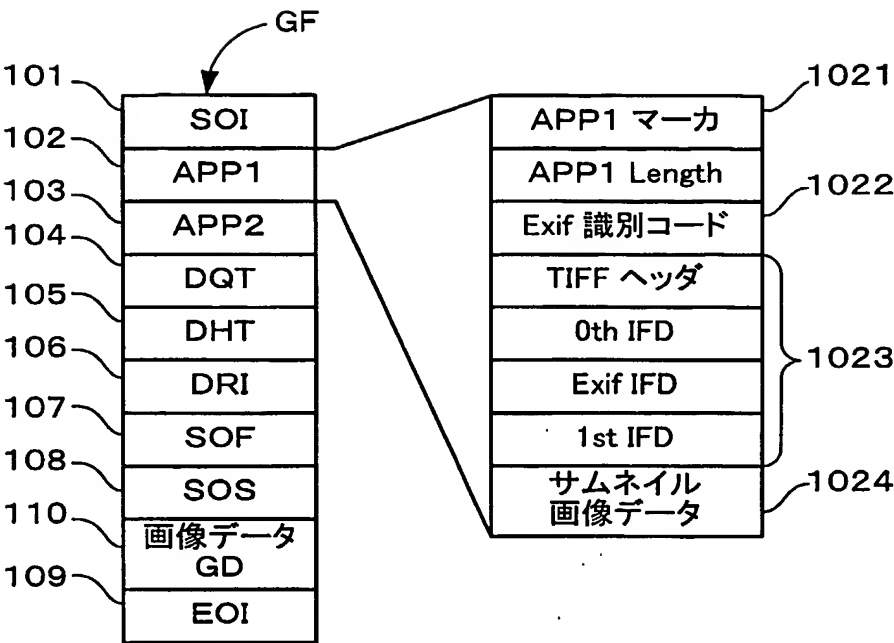 GF
101
SOI
102
APP1
103
APP2
104
DQT
105
DHT
106
DRI
107
SOF
108
SOS
110
画像データ
GD
109
EOI
1021
APP1 マーカ
APP1 Length
1022
Exif 識別コード
TIFF ヘッダ
0th IFD
1023
Exif IFD
1st IFD
1024
サムネイル
画像データ